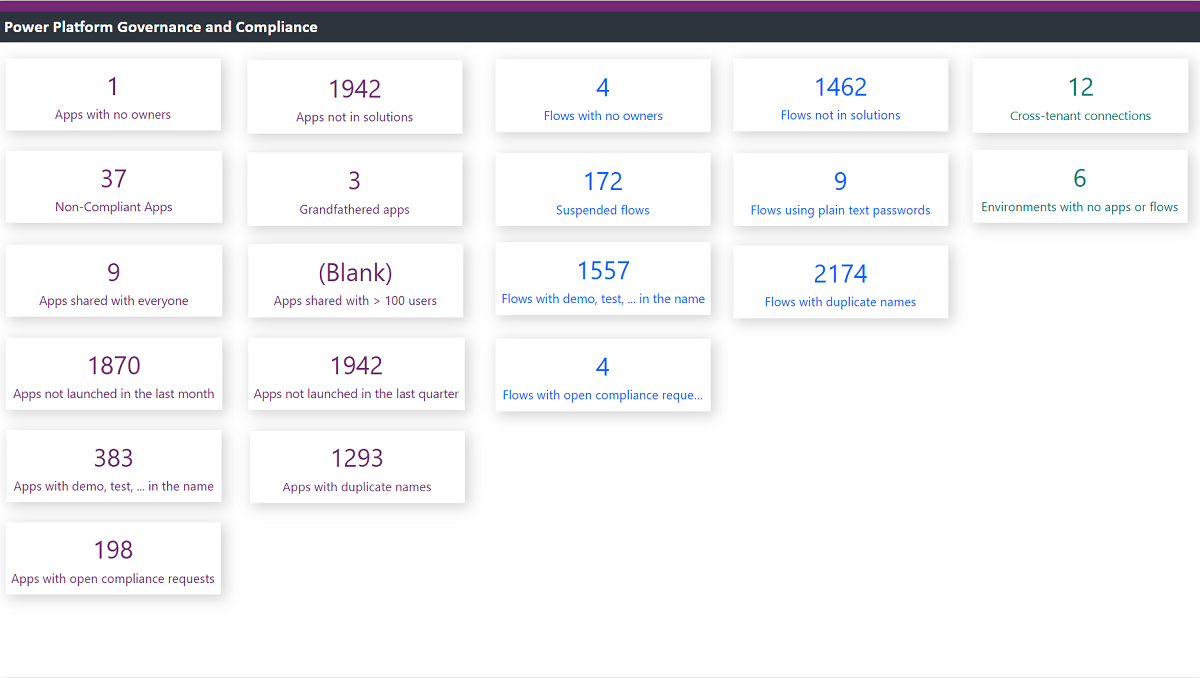 Power Platform Governance and Compliance
1
Apps with no owners
1942
Apps not in solutions
4
Flows with no owners
1462
Flows not in solutions
12
Cross-tenant connections
37
Non-Compliant Apps
3
Grandfathered apps
172
Suspended flows
9
Flows using plain text passwords
6
Environments with no apps or flows
9
Apps shared with everyone
(Blank)
Apps shared with > 100 users
1557
Flows with demo, test, ... in the name
2174
Flows with duplicate names
1870
Apps not launched in the last month
1942
Apps not launched in the last quarter
4
Flows with open compliance reque...
383
Apps with demo, test, ... in the name
1293
Apps with duplicate names
198
Apps with open compliance requests